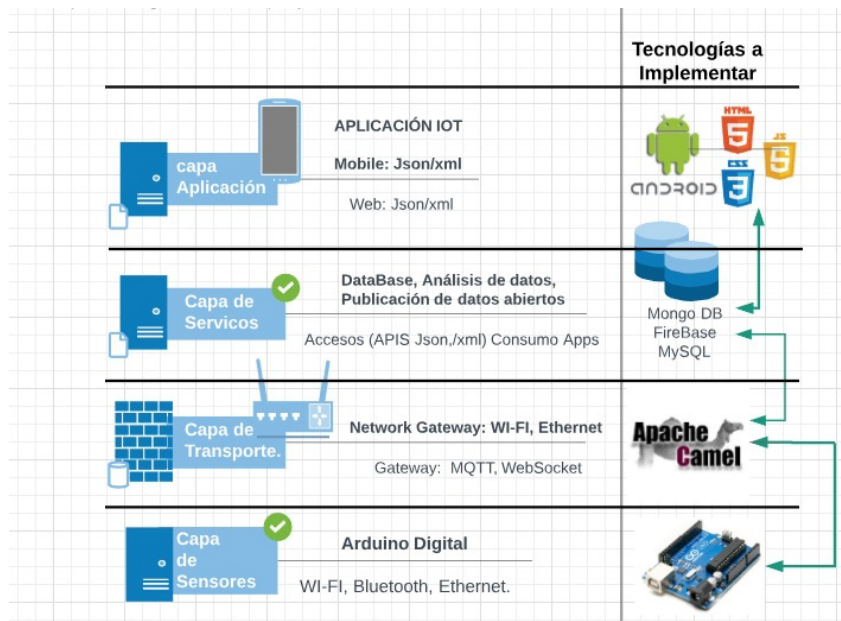 Tecnologías a
Implementar
APLICACIÓN IOT
capa
Aplicación
Mobile: Json/xml
Web: Json/xml
HTML
5
JS
5
CSS
3
ANDROID
DataBase, Análisis de datos,
Publicación de datos abiertos
Capa de
Servicos
Accesos (APIS Json,/xml) Consumo Apps
Mongo DB
FireBase
MySQL
Capa de
Transporte.
Network Gateway: WI-FI, Ethernet
Gateway: MQTT, WebSocket
Apache
Camel
Capa
de
Sensores
Arduino Digital
WI-FI, Bluetooth, Ethernet.